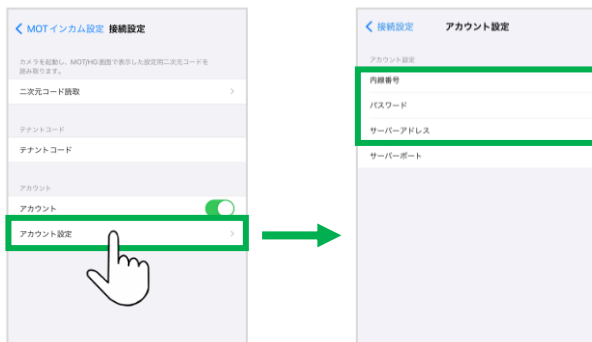 MOTインカム設定 接続設定
カメラを起動し、MOT/HG画面で表示した設定用二次元コードを
読み取ります。
二次元コード読取
テナントコード
テナントコード
アカウント
アカウント
アカウント設定
接続設定 アカウント設定
アカウント設定
内線番号
パスワード
サーバーアドレス
サーバーポート